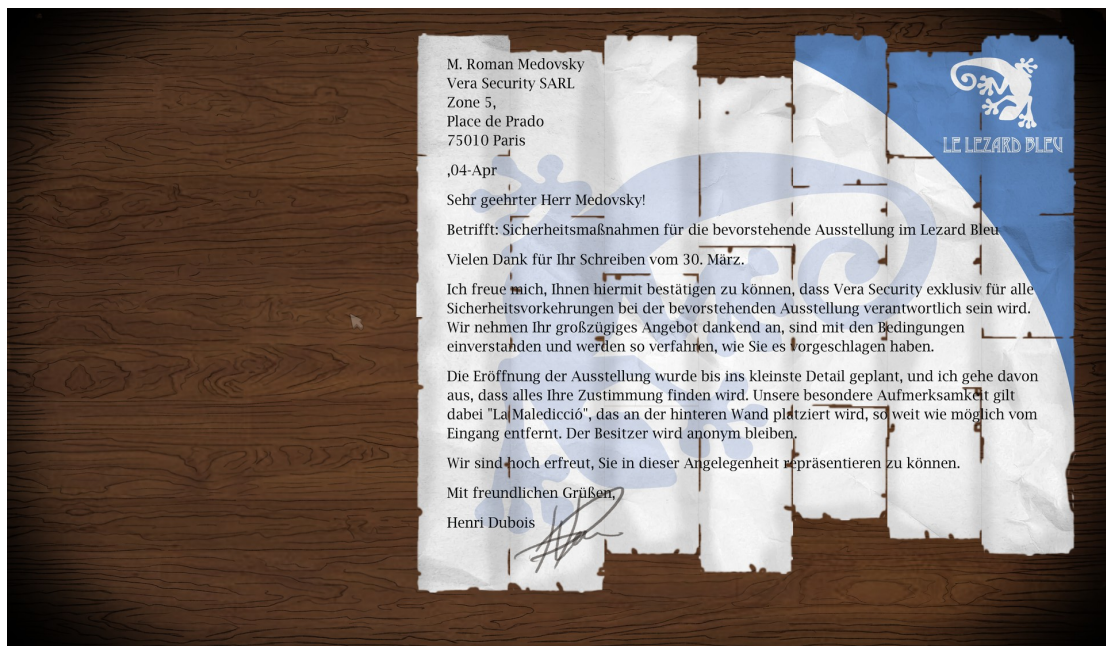 LE LEZARD BLEU
M. Roman Medovsky
Vera Security SARL
Zone 5,
Place de Prado
75010 Paris
,04-Apr
Sehr geehrter Herr Medovsky!
Betrifft: Sicherheitsmaßnahmen für die bevorstehende Ausstellung im Lezard Bleu
Vielen Dank für Ihr Schreiben vom 30. März.
Ich freue mich, Ihnen hiermit bestätigen zu können, dass Vera Security exklusiv für alle
Sicherheitsvorkehrungen bei der bevorstehenden Ausstellung verantwortlich sein wird.
Wir nehmen Ihr großzügiges Angebot dankend an, sind mit den Bedingungen
einverstanden und werden so verfahren, wie Sie es vorgeschlagen haben.
Die Eröffnung der Ausstellung wurde bis ins kleinste Detail geplant, und ich gehe davon
aus, dass alles Ihre Zustimmung finden wird. Unsere besondere Aufmerksamkeit gilt
dabei "La Maledicció", das an der hinteren Wand platziert wird, so weit wie möglich vom
Eingang entfernt. Der Besitzer wird anonym bleiben.
Wir sind hoch erfreut, Sie in dieser Angelegenheit repräsentieren zu können.
Mit freundlichen Grüßen,
Henri Dubois